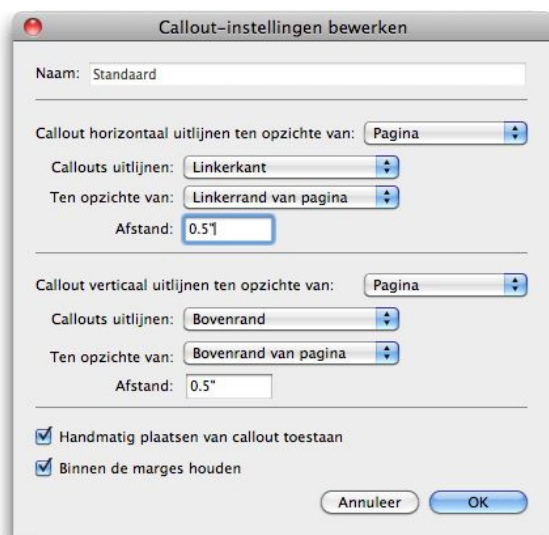 Callout-instellingen bewerken
Naam: Standaard
Callout horizontaal uitlijnen ten opzichte van: Pagina
Callouts uitlijnen: Linkerkant
Ten opzichte van: Linkerrand van pagina
Afstand: 0.5"
Callout verticaal uitlijnen ten opzichte van: Pagina
Callouts uitlijnen: Bovenrand
Ten opzichte van: Bovenrand van pagina
Afstand: 0.5"
Handmatig plaatsen van callout toestaan
Binnen de marges houden
Annuleer OK